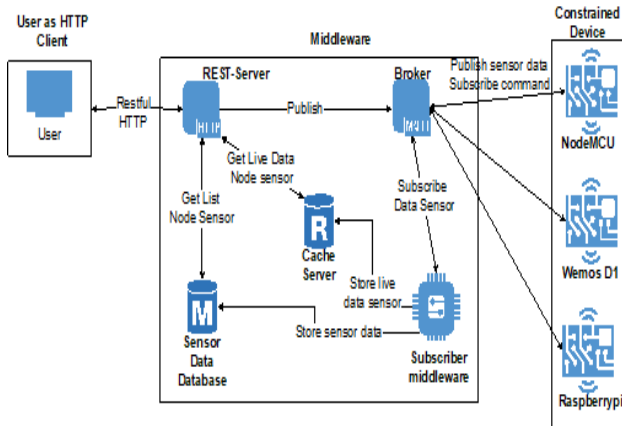 User as HTTP
Client
User
Restful
HTTP
Middleware
REST-Server
HTTP
Publish
Broker
MQTT
Get Live Data
Node sensor
Get List
Node Sensor
Subscribe
Data Sensor
R
Cache
Server
Store live
data sensor
Store sensor data
M
Sensor
Data
Database
S
Subscriber
middleware
Constrained
Device
Publish sensor data
Subscribe command
NodeMCU
Wemos D1
Raspberrypi